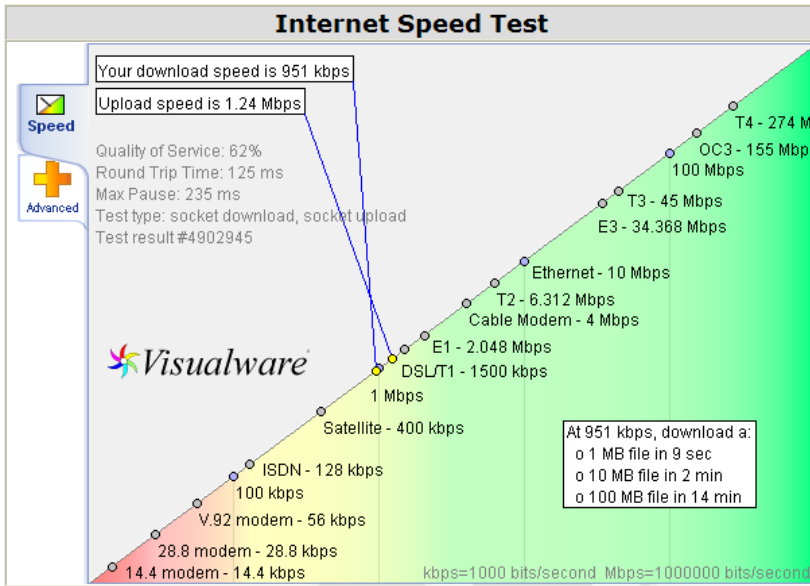 Internet Speed Test
Your download speed is 951 kbps
Upload speed is 1.24 Mbps
Speed
Advanced
Quality of Service: 62%
Round Trip Time: 125 ms
Max Pause: 235 ms
Test type: socket download, socket upload
Test result #4902945
T4 - 274 M
OC3 - 155 Mbp
100 Mbps
T3 - 45 Mbps
E3 - 34.368 Mbps
Ethernet - 10 Mbps
T2 - 6.312 Mbps
Cable Modem - 4 Mbps
E1 - 2.048 Mbps
DSL/T1 - 1500 kbps
Visualware
1 Mbps
Satellite - 400 kbps
ISDN - 128 kbps
100 kbps
V.92 modem - 56 kbps
28.8 modem - 28.8 kbps
14.4 modem - 14.4 kbps
At 951 kbps, download a:
o 1 MB file in 9 sec
o 10 MB file in 2 min
o 100 MB file in 14 min
kbps=1000 bits/second Mbps=1000000 bits/second